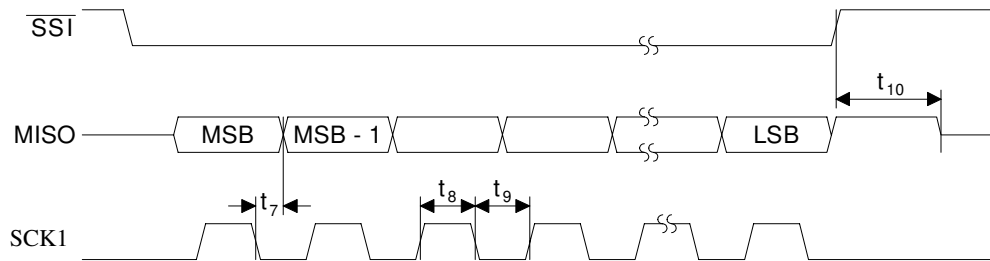 SSI
t10
MISO
MSB
MSB - 1
LSB
t7
t8
t9
SCK1